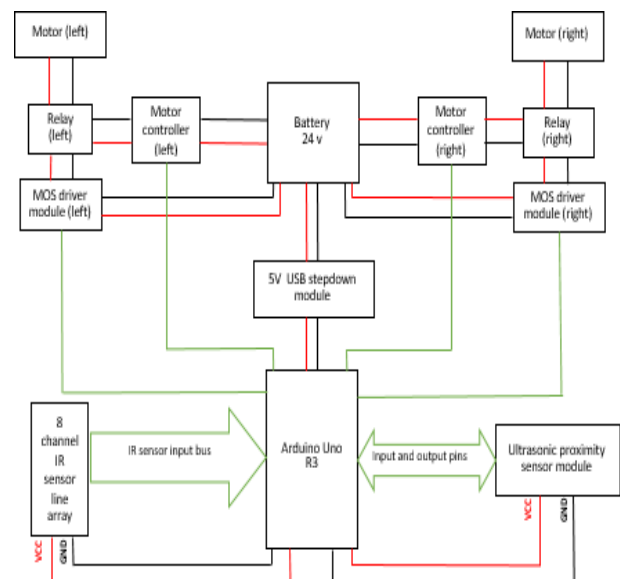 Motor (left)
Motor (right)
Relay
(left)
Motor
controller
(left)
Battery
24 v
Motor
controller
(right)
Relay
(right)
MOS driver
module (left)
MOS driver
module (right)
5V USB stepdown
module
8
channel
IR
sensor
line
array
IR sensor input bus
Arduino Uno
R3
Input and output pins
Ultrasonic proximity
sensor module
VCC
GND
VCC
GND